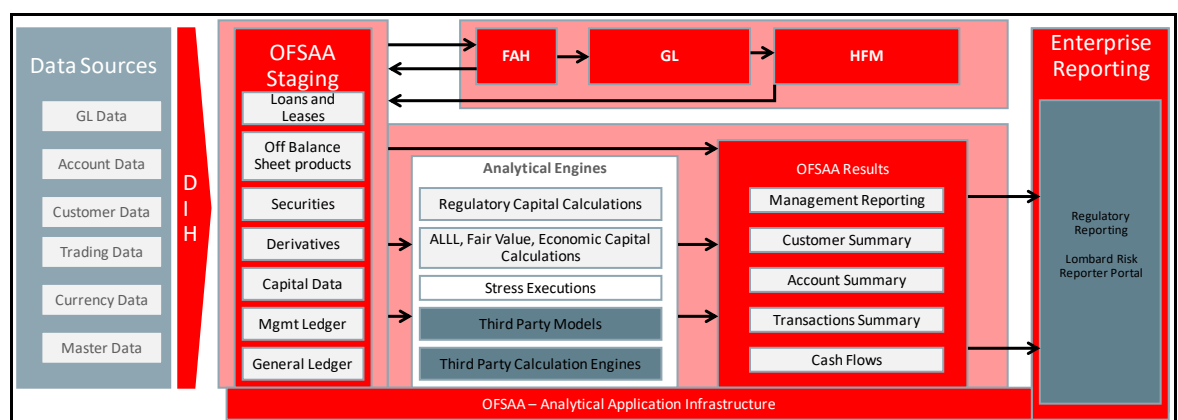 Data Sources
GL Data
Account Data
Customer Data
Trading Data
Currency Data
Master Data
D
I
H
OFSAA
Staging
Loans and
Leases
Off Balance
Sheet products
Securities
Derivatives
Capital Data
Mgmt Ledger
General Ledger
FAH
GL
HFM
Analytical Engines
Regulatory Capital Calculations
ALLL, Fair Value, Economic Capital
Calculations
Stress Executions
Third Party Models
Third Party Calculation Engines
OFSAA Results
Management Reporting
Customer Summary
Account Summary
Transactions Summary
Cash Flows
Enterprise
Reporting
Regulatory
Reporting
Lombard Risk
Reporter Portal
OFSAA – Analytical Application Infrastructure